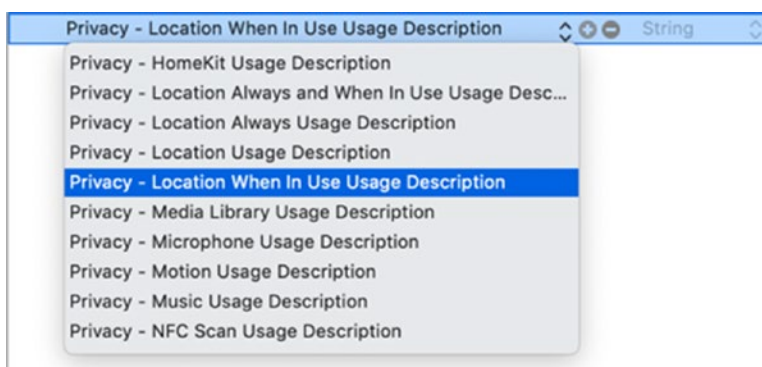 Privacy - Location When In Use Usage Description String
Privacy - HomeKit Usage Description
Privacy - Location Always and When In Use Usage Desc...
Privacy - Location Always Usage Description
Privacy - Location Usage Description
Privacy - Location When In Use Usage Description
Privacy - Media Library Usage Description
Privacy - Microphone Usage Description
Privacy - Motion Usage Description
Privacy - Music Usage Description
Privacy - NFC Scan Usage Description